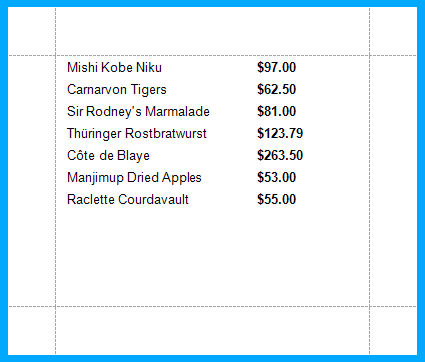 Mishi Kobe Niku $97.00
Carnarvon Tigers $62.50
Sir Rodney's Marmalade $81.00
Thüringer Rostbratwurst $123.79
Côte de Blaye $263.50
Manjimup Dried Apples $53.00
Raclette Courdavault $55.00